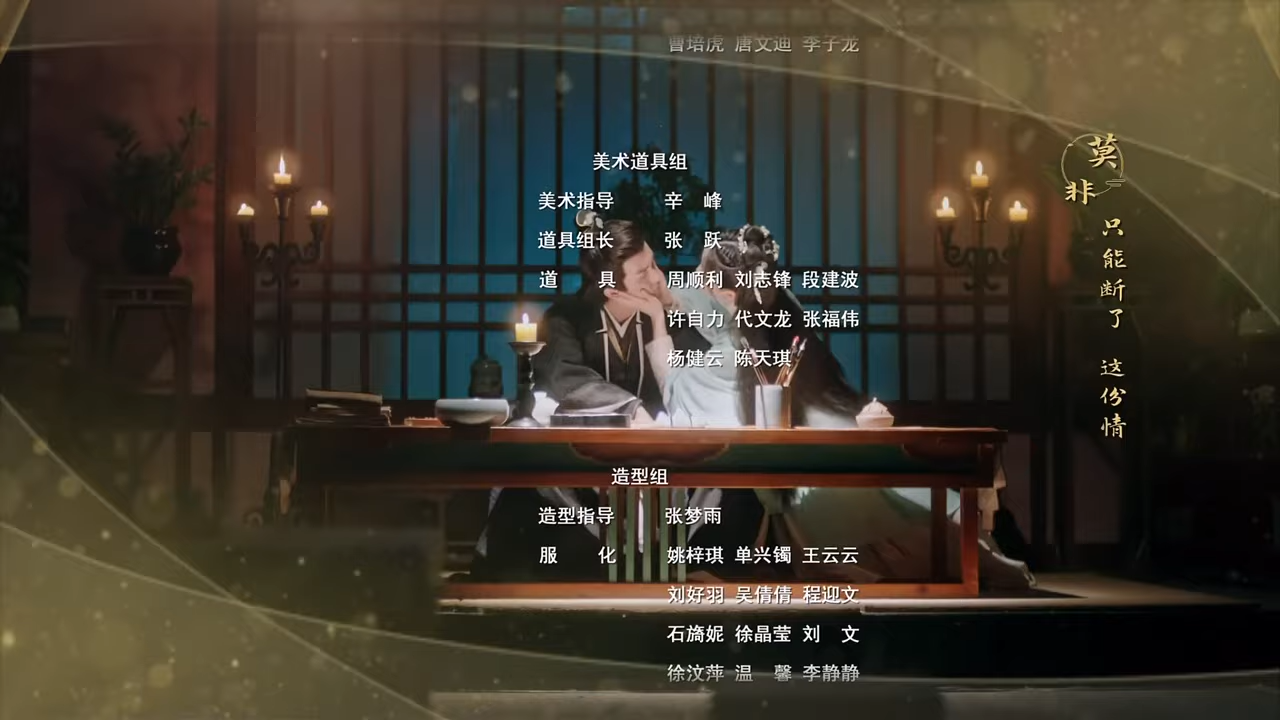 曹培虎 唐文迪 李子龙
美术道具组
美术指导 辛 峰
道具组长 张 跃
道 具 周顺利 刘志锋 段建波
许自力 代文龙 张福伟
杨健云 陈天琪
造型组
造型指导 张梦雨
服 化 姚梓琪 单兴镯 王云云
刘好羽 吴倩倩 程迎文
石旖妮 徐晶莹 刘 文
徐汶萍 温 馨 李静静
莫非 只能断了 这份情